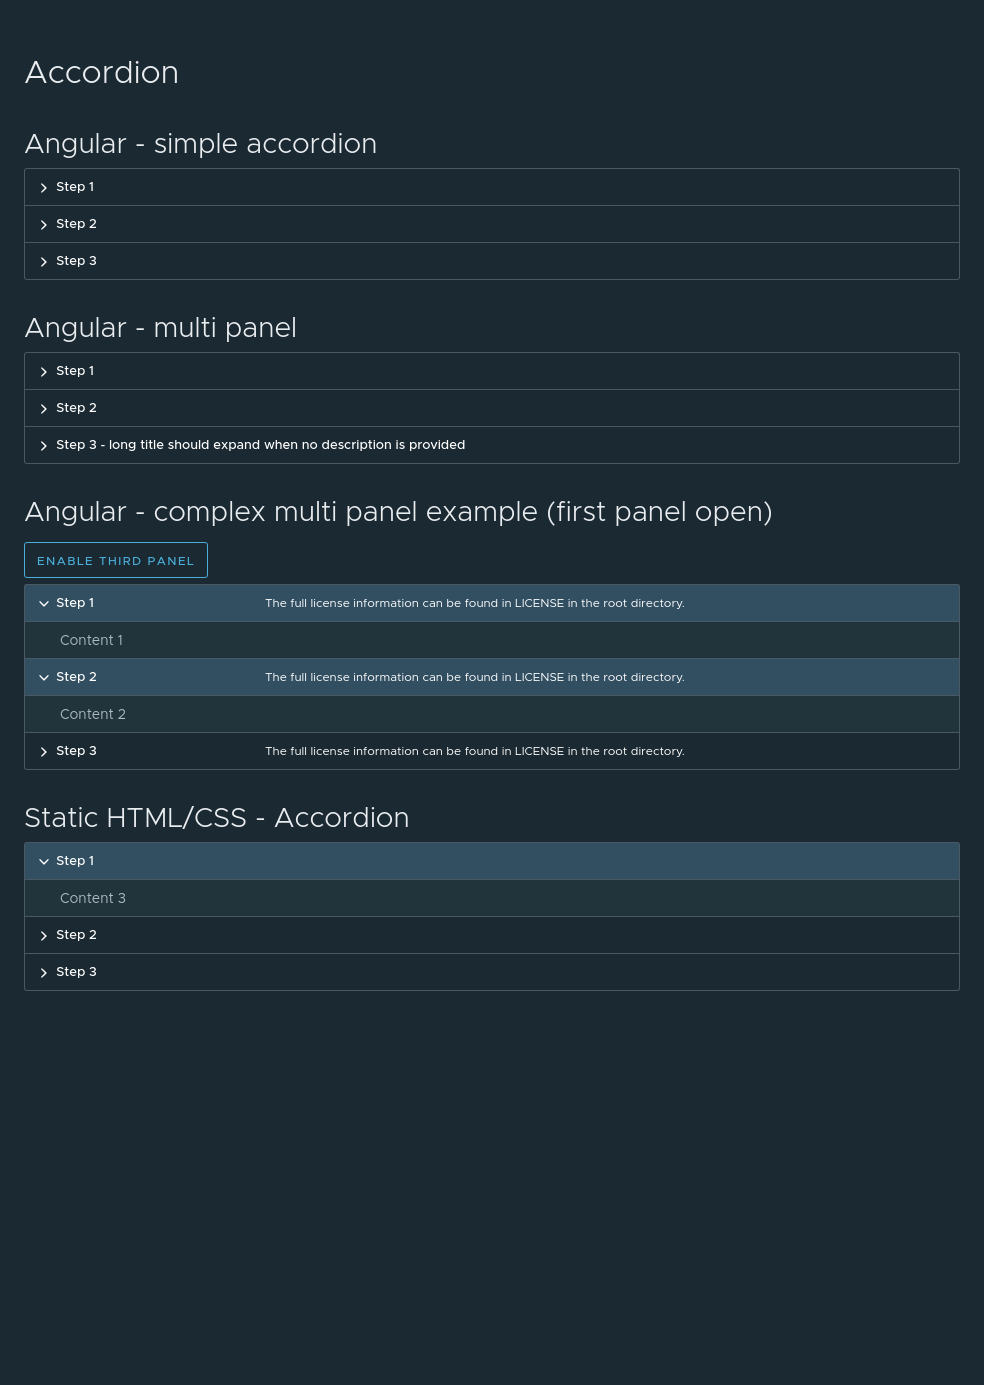 Accordion
Angular - simple accordion
Step 1
Step 2
Step 3
Angular - multi panel
Step 1
Step 2
Step 3 - long title should expand when no description is provided
Angular - complex multi panel example (first panel open)
ENABLE THIRD PANEL
Step 1 The full license information can be found in LICENSE in the root directory.
Content 1
Step 2 The full license information can be found in LICENSE in the root directory.
Content 2
Step 3 The full license information can be found in LICENSE in the root directory.
Static HTML/CSS - Accordion
Step 1
Content 3
Step 2
Step 3